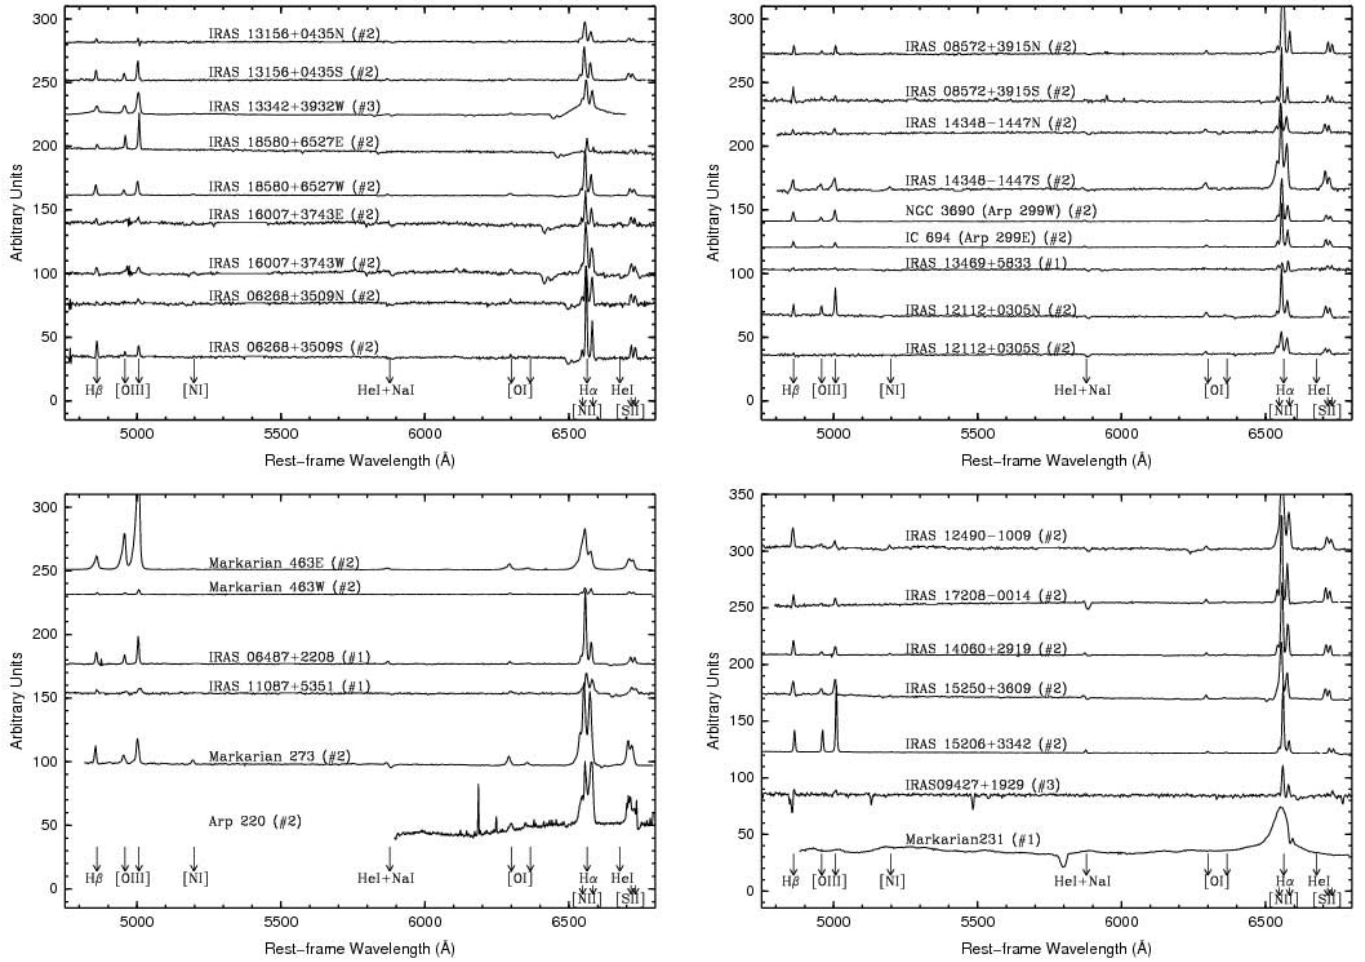 300
IRAS 13156+0435N (#2)
250
IRAS 13156+0435S (#2)
IRAS 13342+3932W (#3)
200
IRAS 18580+6527E (#2)
IRAS 18580+6527W (#2)
150
IRAS 16007+3743E (#2)
100
IRAS 16007+3743W (#2)
IRAS 06268+3509N (#2)
50
IRAS 06268+3509S (#2)
Hβ [OIII] [NI] HeI+NaI [OI] Hα HeI
0
[NII] [SII]
5000 5500 6000 6500
Rest-frame Wavelength (Å)
Arbitrary Units
300
IRAS 08572+3915N (#2)
250
IRAS 08572+3915S (#2)
IRAS 14348-1447N (#2)
200
IRAS 14348-1447S (#2)
150
NGC 3690 (Arp 299W) (#2)
IC 694 (Arp 299E) (#2)
100
IRAS 13469+5833 (#1)
IRAS 12112+0305N (#2)
50
IRAS 12112+0305S (#2)
Hβ [OIII] [NI] HeI+NaI [OI] Hα HeI
0
[NII] [SII]
5000 5500 6000 6500
Rest-frame Wavelength (Å)
Arbitrary Units
300
Markarian 463E (#2)
250
Markarian 463W (#2)
200
IRAS 06487+2208 (#1)
IRAS 11087+5351 (#1)
150
Markarian 273 (#2)
100
Arp 220 (#2)
50
Hβ [OIII] [NI] HeI+NaI [OI] Hα HeI
0
[NII] [SII]
5000 5500 6000 6500
Rest-frame Wavelength (Å)
Arbitrary Units
350
IRAS 12490-1009 (#2)
300
IRAS 17208-0014 (#2)
250
IRAS 14060+2919 (#2)
200
IRAS 15250+3609 (#2)
150
IRAS 15206+3342 (#2)
100
IRAS09427+1929 (#3)
50
Markarian231 (#1)
Hβ [OIII] [NI] HeI+NaI [OI] Hα HeI
0
[NII] [SII]
5000 5500 6000 6500
Rest-frame Wavelength (Å)
Arbitrary Units